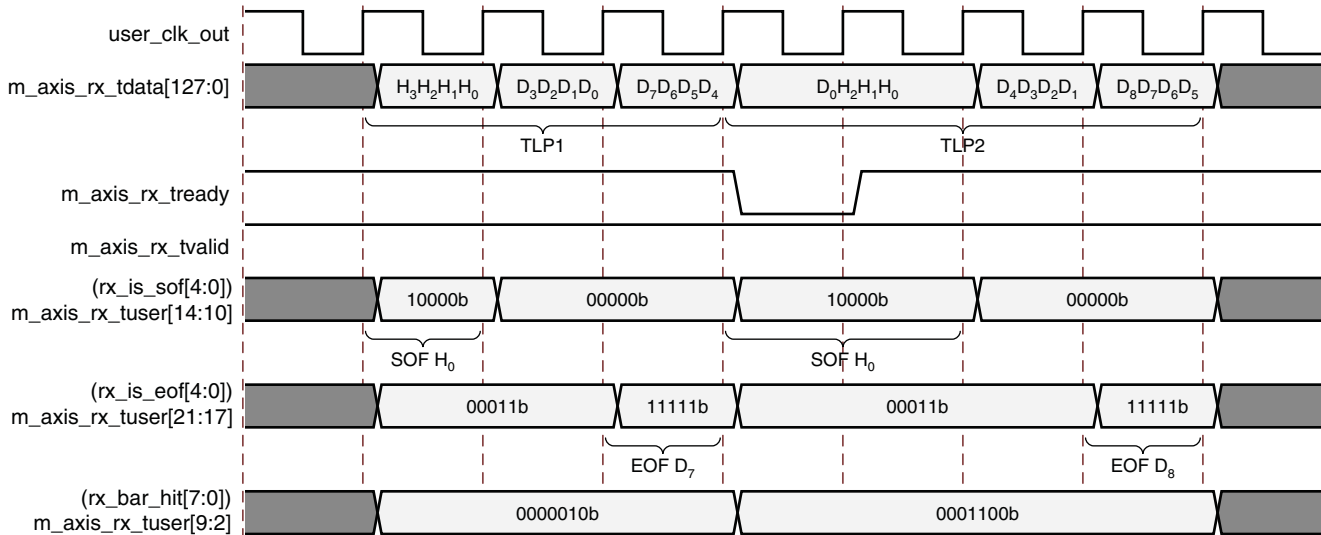 user_clk_out
m_axis_rx_tdata[127:0] H₃H₂H₁H₀ D₃D₂D₁D₀ D₇D₆D₅D₄ D₀H₂H₁H₀ D₄D₃D₂D₁ D₈D₇D₆D₅
TLP1 TLP2
m_axis_rx_tready
m_axis_rx_tvalid
(rx_is_sof[4:0])
m_axis_rx_tuser[14:10] 10000b 00000b 10000b 00000b
SOF H₀ SOF H₀
(rx_is_eof[4:0])
m_axis_rx_tuser[21:17] 00011b 11111b 00011b 11111b
EOF D₇ EOF D₈
(rx_bar_hit[7:0])
m_axis_rx_tuser[9:2] 0000010b 0001100b